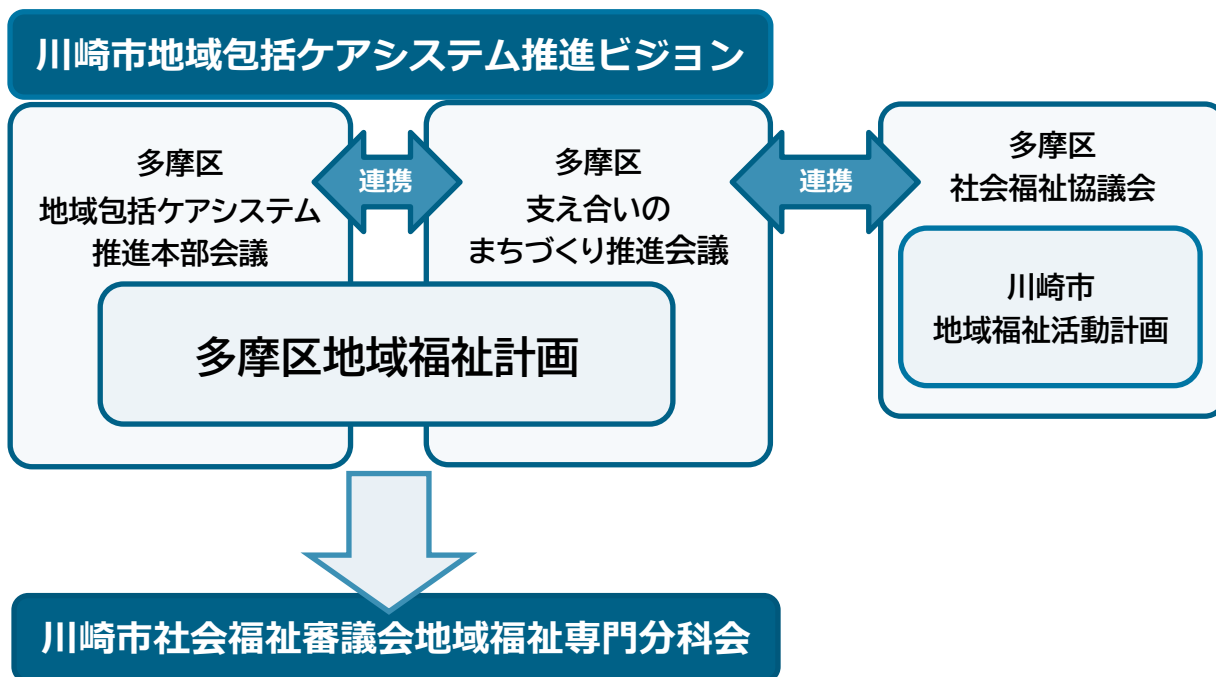 川崎市地域包括ケアシステム推進ビジョン
多摩区
地域包括ケアシステム
推進本部会議
連携
多摩区
支え合いの
まちづくり推進会議
連携
多摩区
社会福祉協議会
川崎市
地域福祉活動計画
多摩区地域福祉計画
川崎市社会福祉審議会地域福祉専門分科会